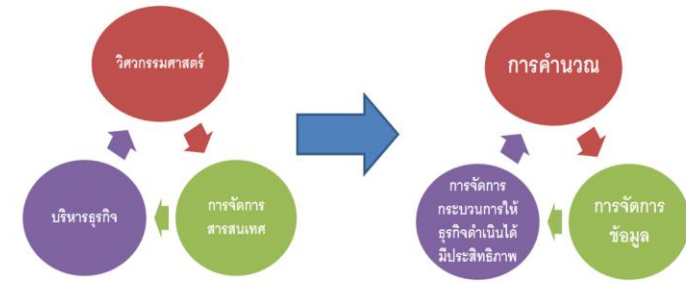 วิศวกรรมศาสตร์
บริหารธุรกิจ
การจัดการ
สารสนเทศ
การคำนวณ
การจัดการ
กระบวนการให้
ธุรกิจดำเนินได้
มีประสิทธิภาพ
การจัดการ
ข้อมูล